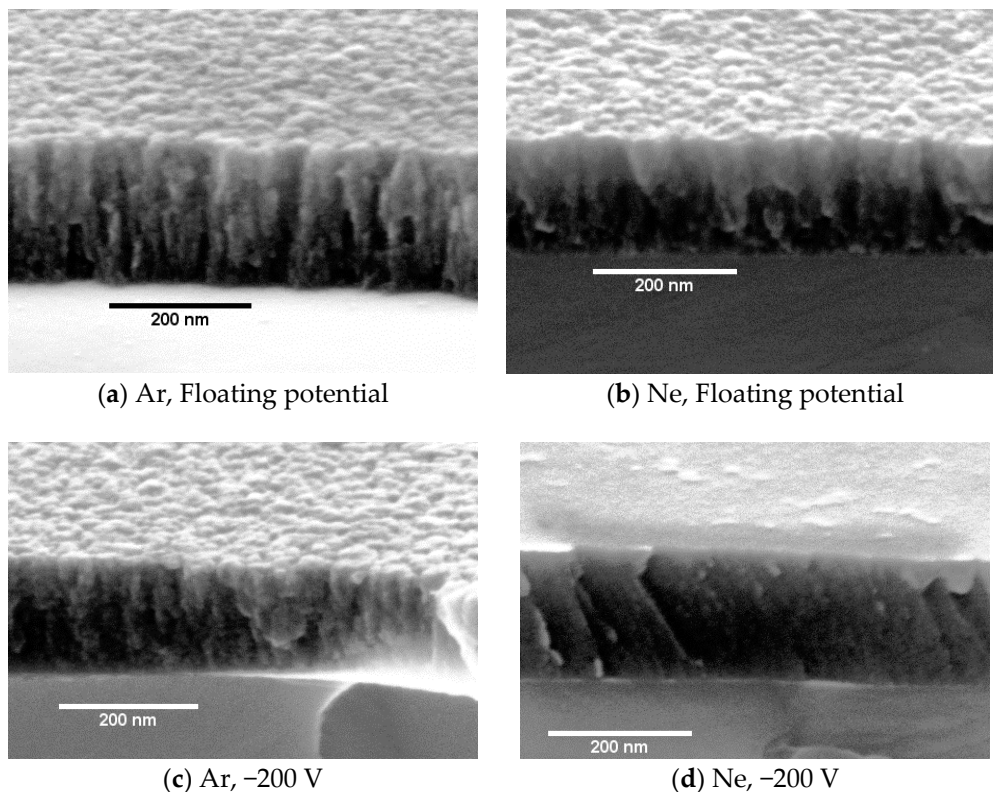 200 nm
200 nm
(a) Ar, Floating potential
(b) Ne, Floating potential
200 nm
200 nm
(c) Ar, −200 V
(d) Ne, −200 V